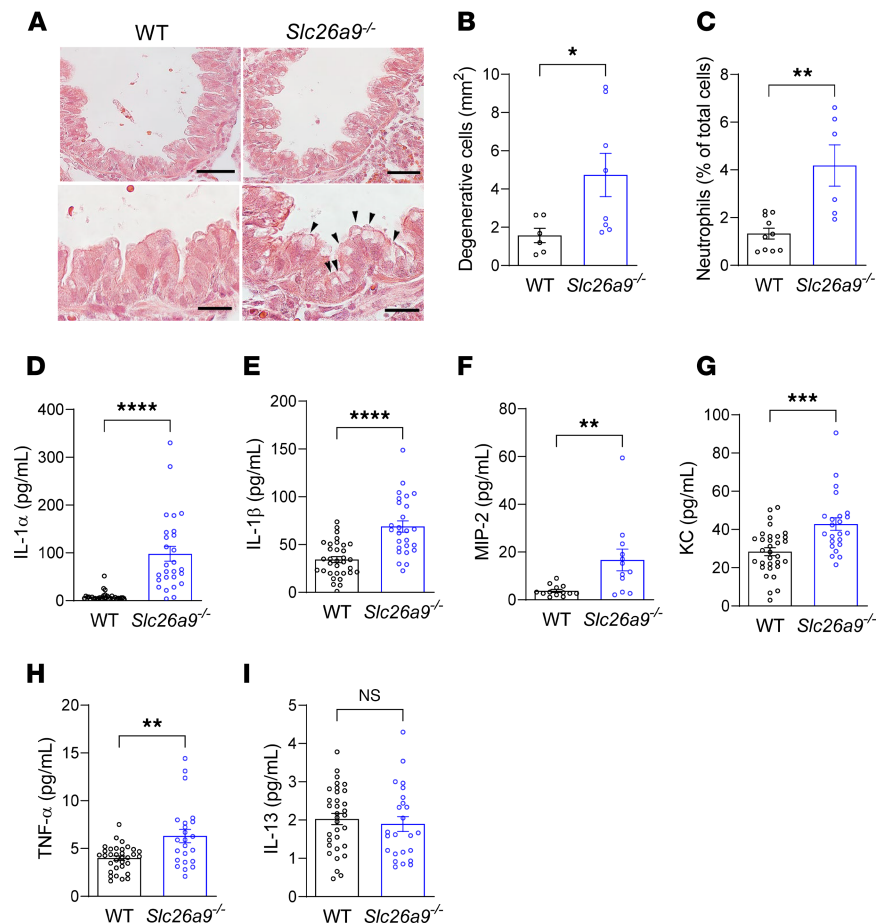 A
WT
Slc26a9-/-
B
Degenerative cells (mm2)
10
8
6
4
2
0
*
WT
Slc26a9-/-
C
Neutrophils (% of total cells)
8
6
4
2
0
**
WT
Slc26a9-/-
D
IL-1α (pg/mL)
400
300
200
100
0
****
WT
Slc26a9-/-
E
IL-1β (pg/mL)
200
150
100
50
0
****
WT
Slc26a9-/-
F
MIP-2 (pg/mL)
80
60
40
20
0
**
WT
Slc26a9-/-
G
KC (pg/mL)
100
80
60
40
20
0
***
WT
Slc26a9-/-
H
TNF-α (pg/mL)
20
15
10
5
0
**
WT
Slc26a9-/-
I
IL-13 (pg/mL)
5
4
3
2
1
0
NS
WT
Slc26a9-/-